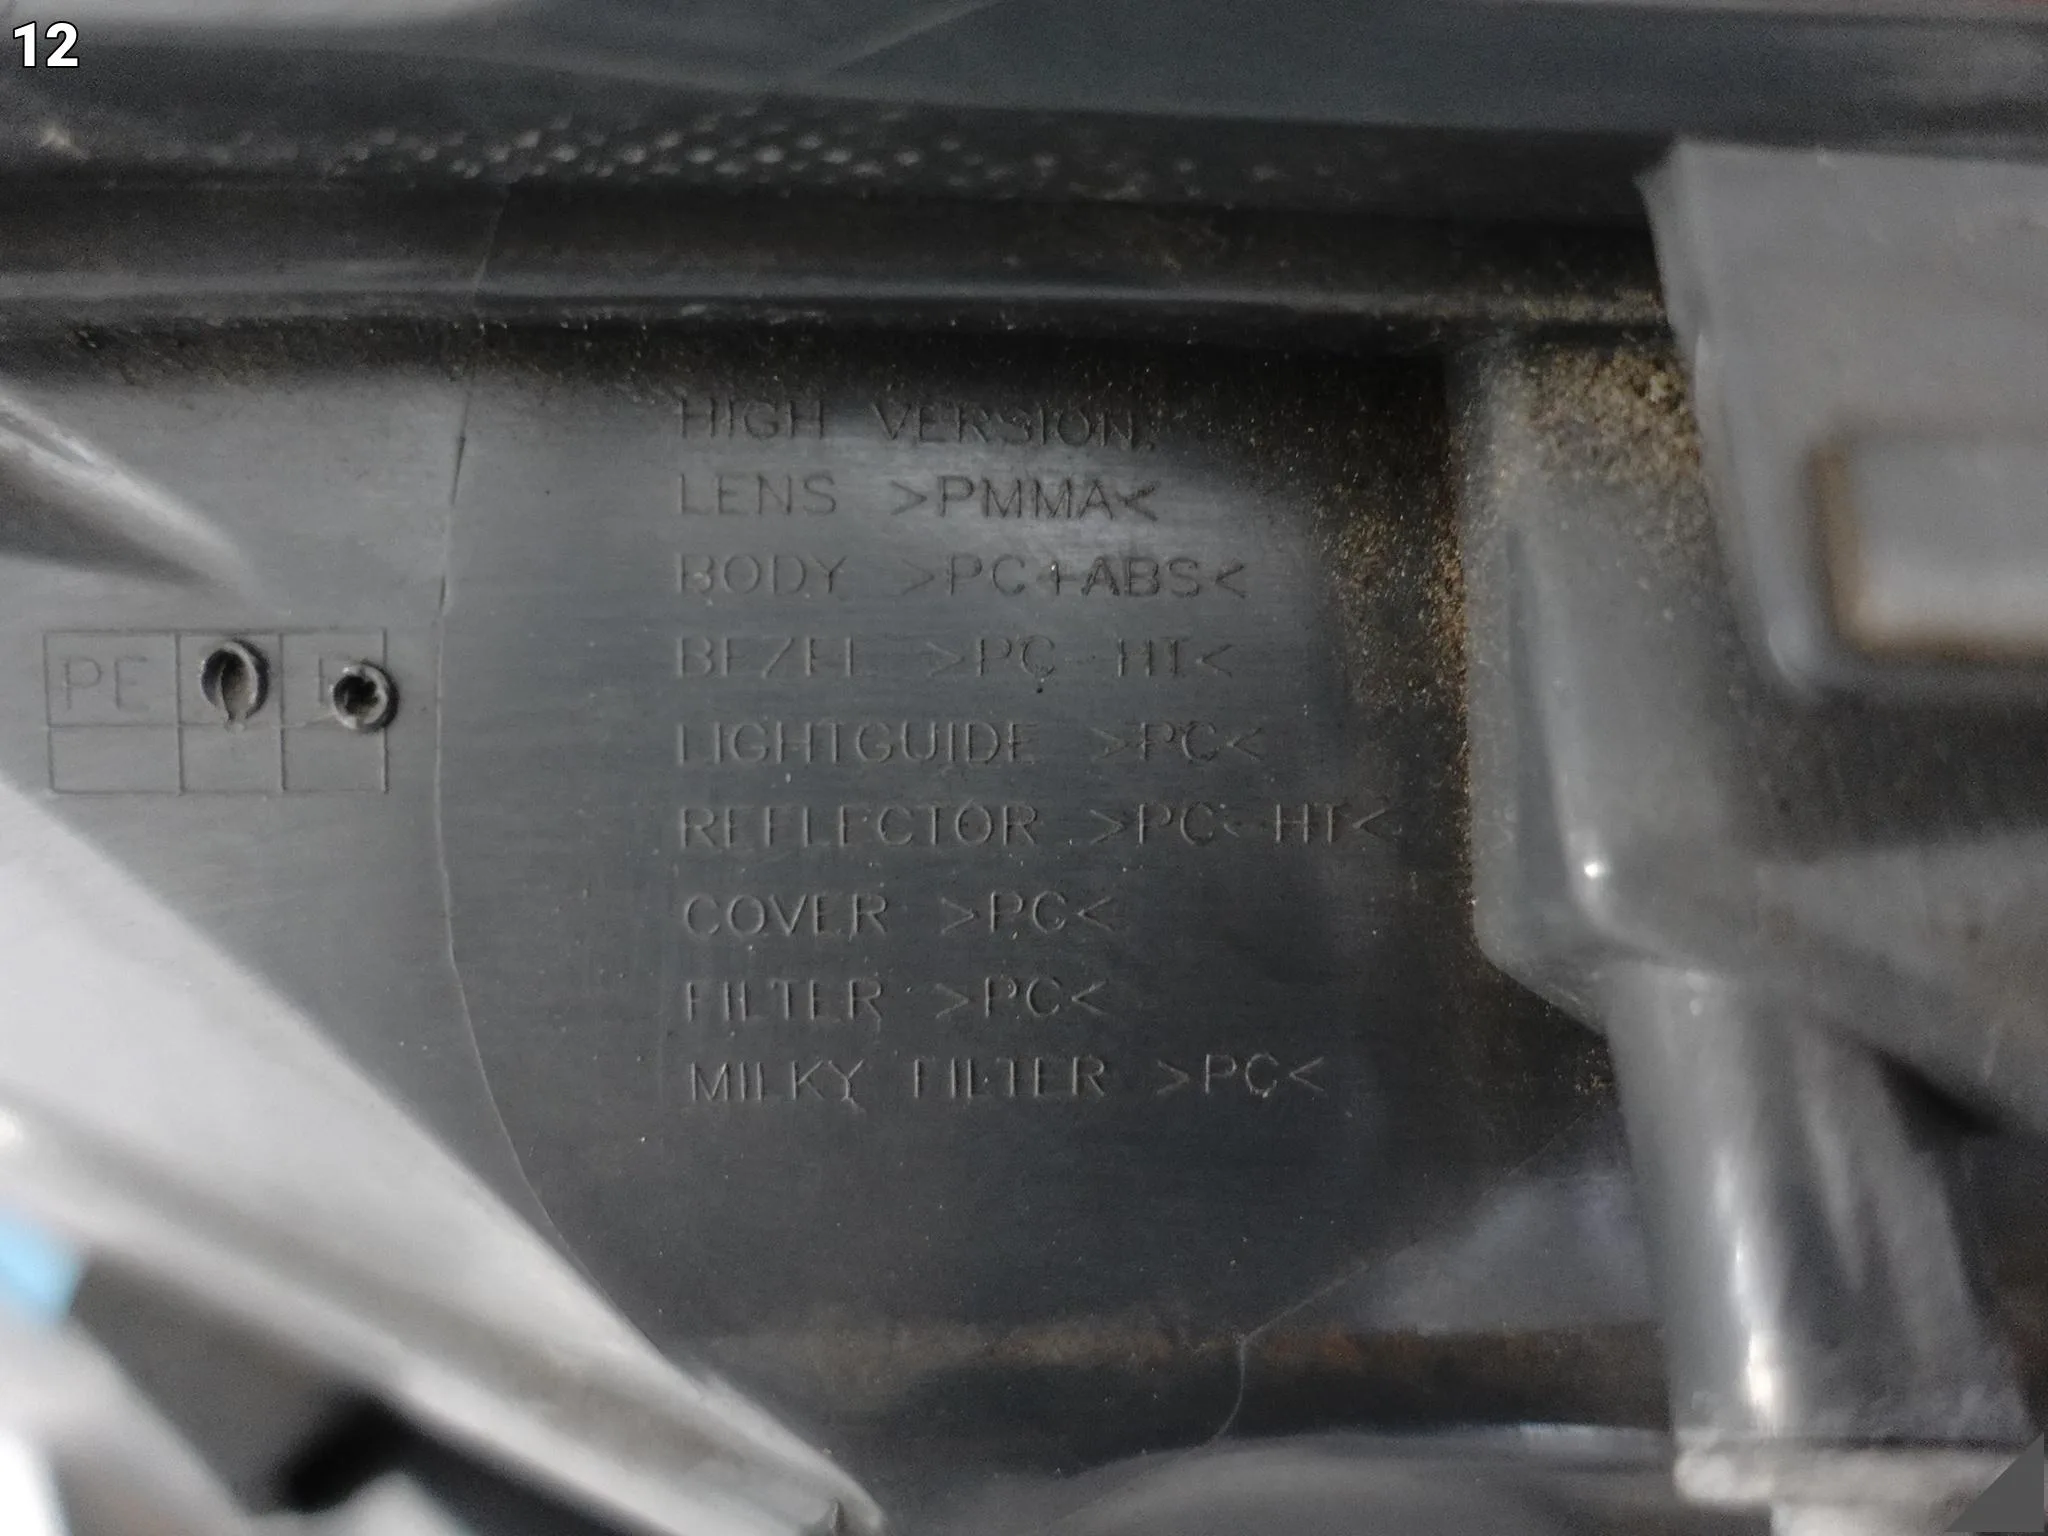 12
HIGH VERSION:
LENS >PMMA<
BODY >PC+ABS<
BEZEL >PC-HT<
LIGHTGUIDE >PC<
REFLECTOR >PC-HT<
COVER >PC<
FILTER >PC<
MILKY FILTER >PC<
PE